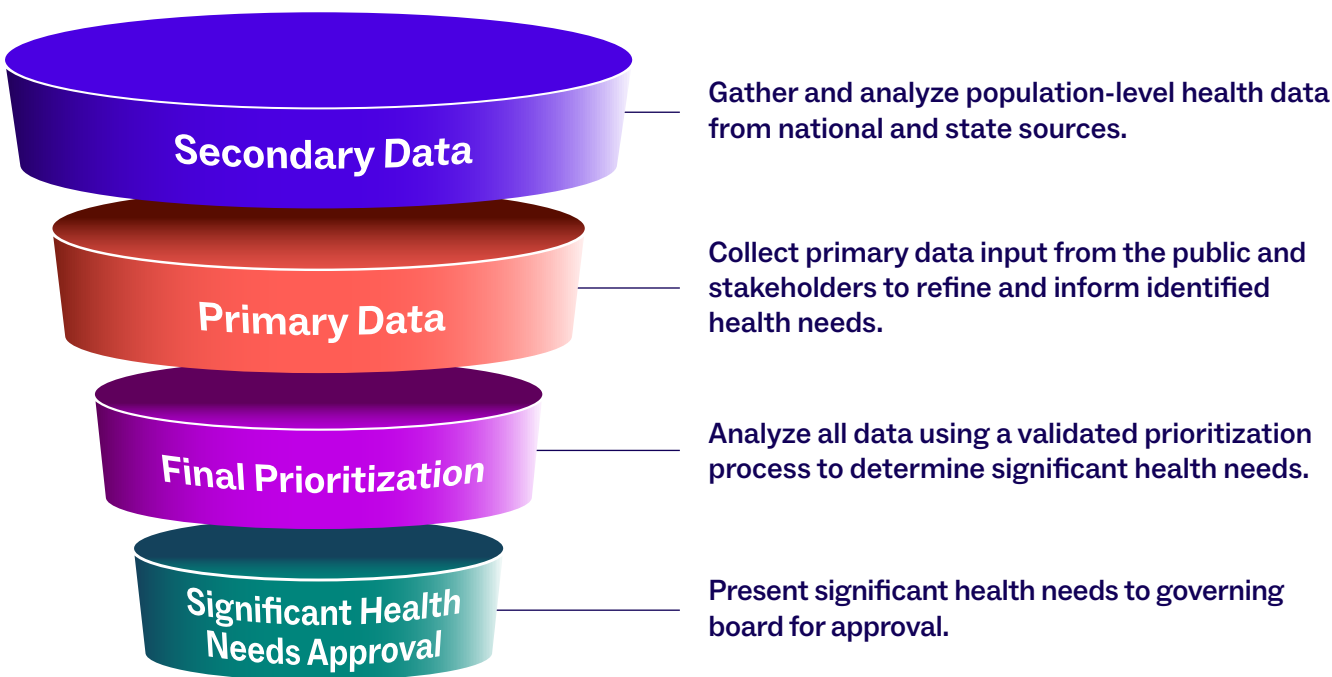 Secondary Data
Gather and analyze population-level health data
from national and state sources.
Primary Data
Collect primary data input from the public and
stakeholders to refine and inform identified
health needs.
Final Prioritization
Analyze all data using a validated prioritization
process to determine significant health needs.
Significant Health
Needs Approval
Present significant health needs to governing
board for approval.